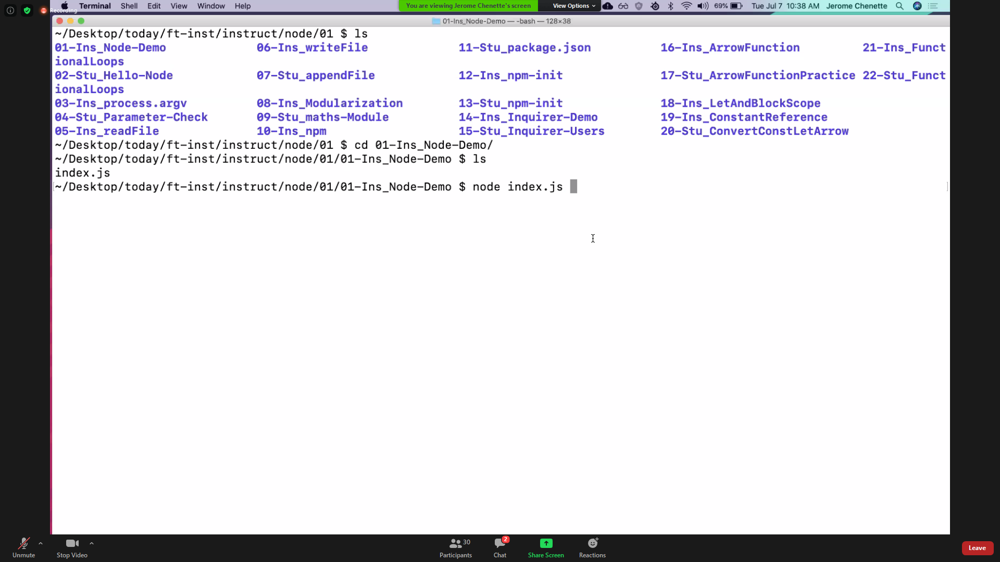 Recording
Terminal Shell Edit View Window Help
You are viewing Jerome Chenette's screen View Options
69% Tue Jul 7 10:38 AM Jerome Chenette
01-Ins_Node-Demo — -bash — 128×38
~/Desktop/today/ft-inst/instruct/node/01 $ ls
01-Ins_Node-Demo 06-Ins_writeFile 11-Stu_package.json 16-Ins_ArrowFunction 21-Ins_Funct
ionalLoops
02-Stu_Hello-Node 07-Stu_appendFile 12-Ins_npm-init 17-Stu_ArrowFunctionPractice 22-Stu_Funct
ionalLoops
03-Ins_process.argv 08-Ins_Modularization 13-Stu_npm-init 18-Ins_LetAndBlockScope
04-Stu_Parameter-Check 09-Stu_maths-Module 14-Ins_Inquirer-Demo 19-Ins_ConstantReference
05-Ins_readFile 10-Ins_npm 15-Stu_Inquirer-Users 20-Stu_ConvertConstLetArrow
~/Desktop/today/ft-inst/instruct/node/01 $ cd 01-Ins_Node-Demo/
~/Desktop/today/ft-inst/instruct/node/01/01-Ins_Node-Demo $ ls
index.js
~/Desktop/today/ft-inst/instruct/node/01/01-Ins_Node-Demo $ node index.js
30 2
Unmute Stop Video Participants Chat Share Screen Reactions Leave